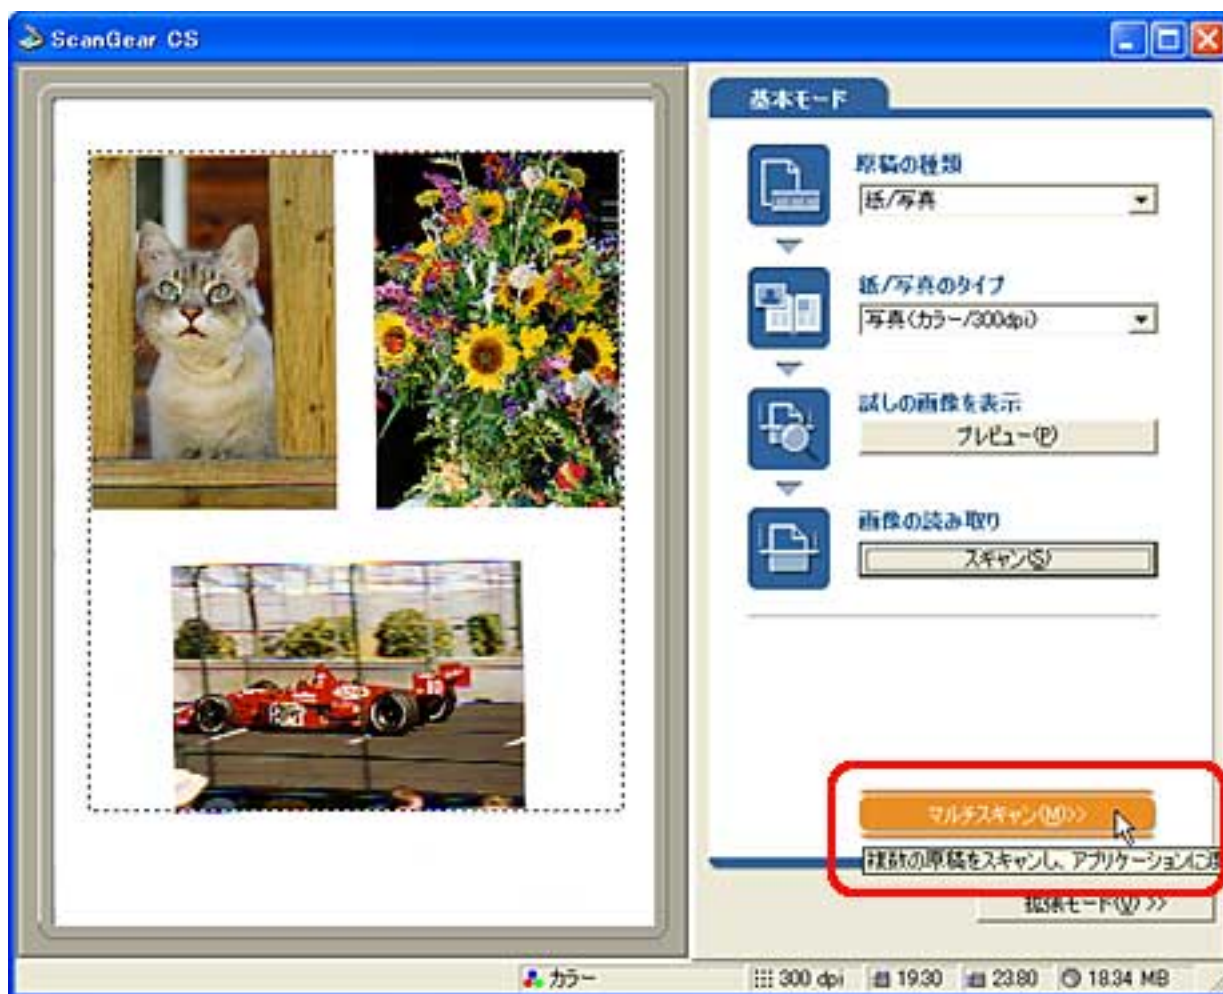 ScanGear CS
基本モード
原稿の種類
紙/写真
紙/写真のタイプ
写真(カラー/300dpi)
試しの画像を表示
プレビュー(P)
画像の読み取り
スキャン(S)
マルチスキャン(M)>>
複数の原稿をスキャンし、アプリケーションに
拡張モード(V) >>
カラー
300 dpi
19.30
23.80
18.34 MB